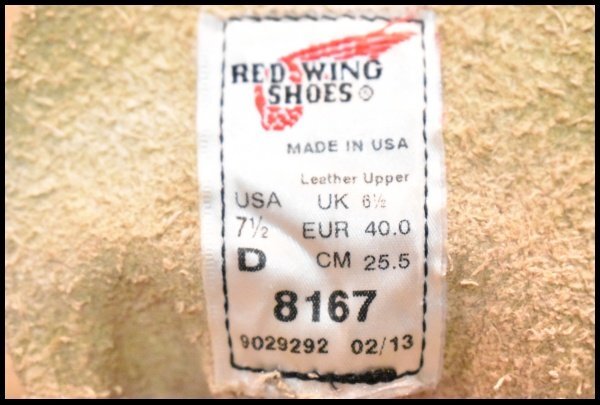 RED WING
SHOES®
MADE IN USA
Leather Upper
USA UK 6½
7½ EUR 40.0
D CM 25.5
8167
9029292 02/13